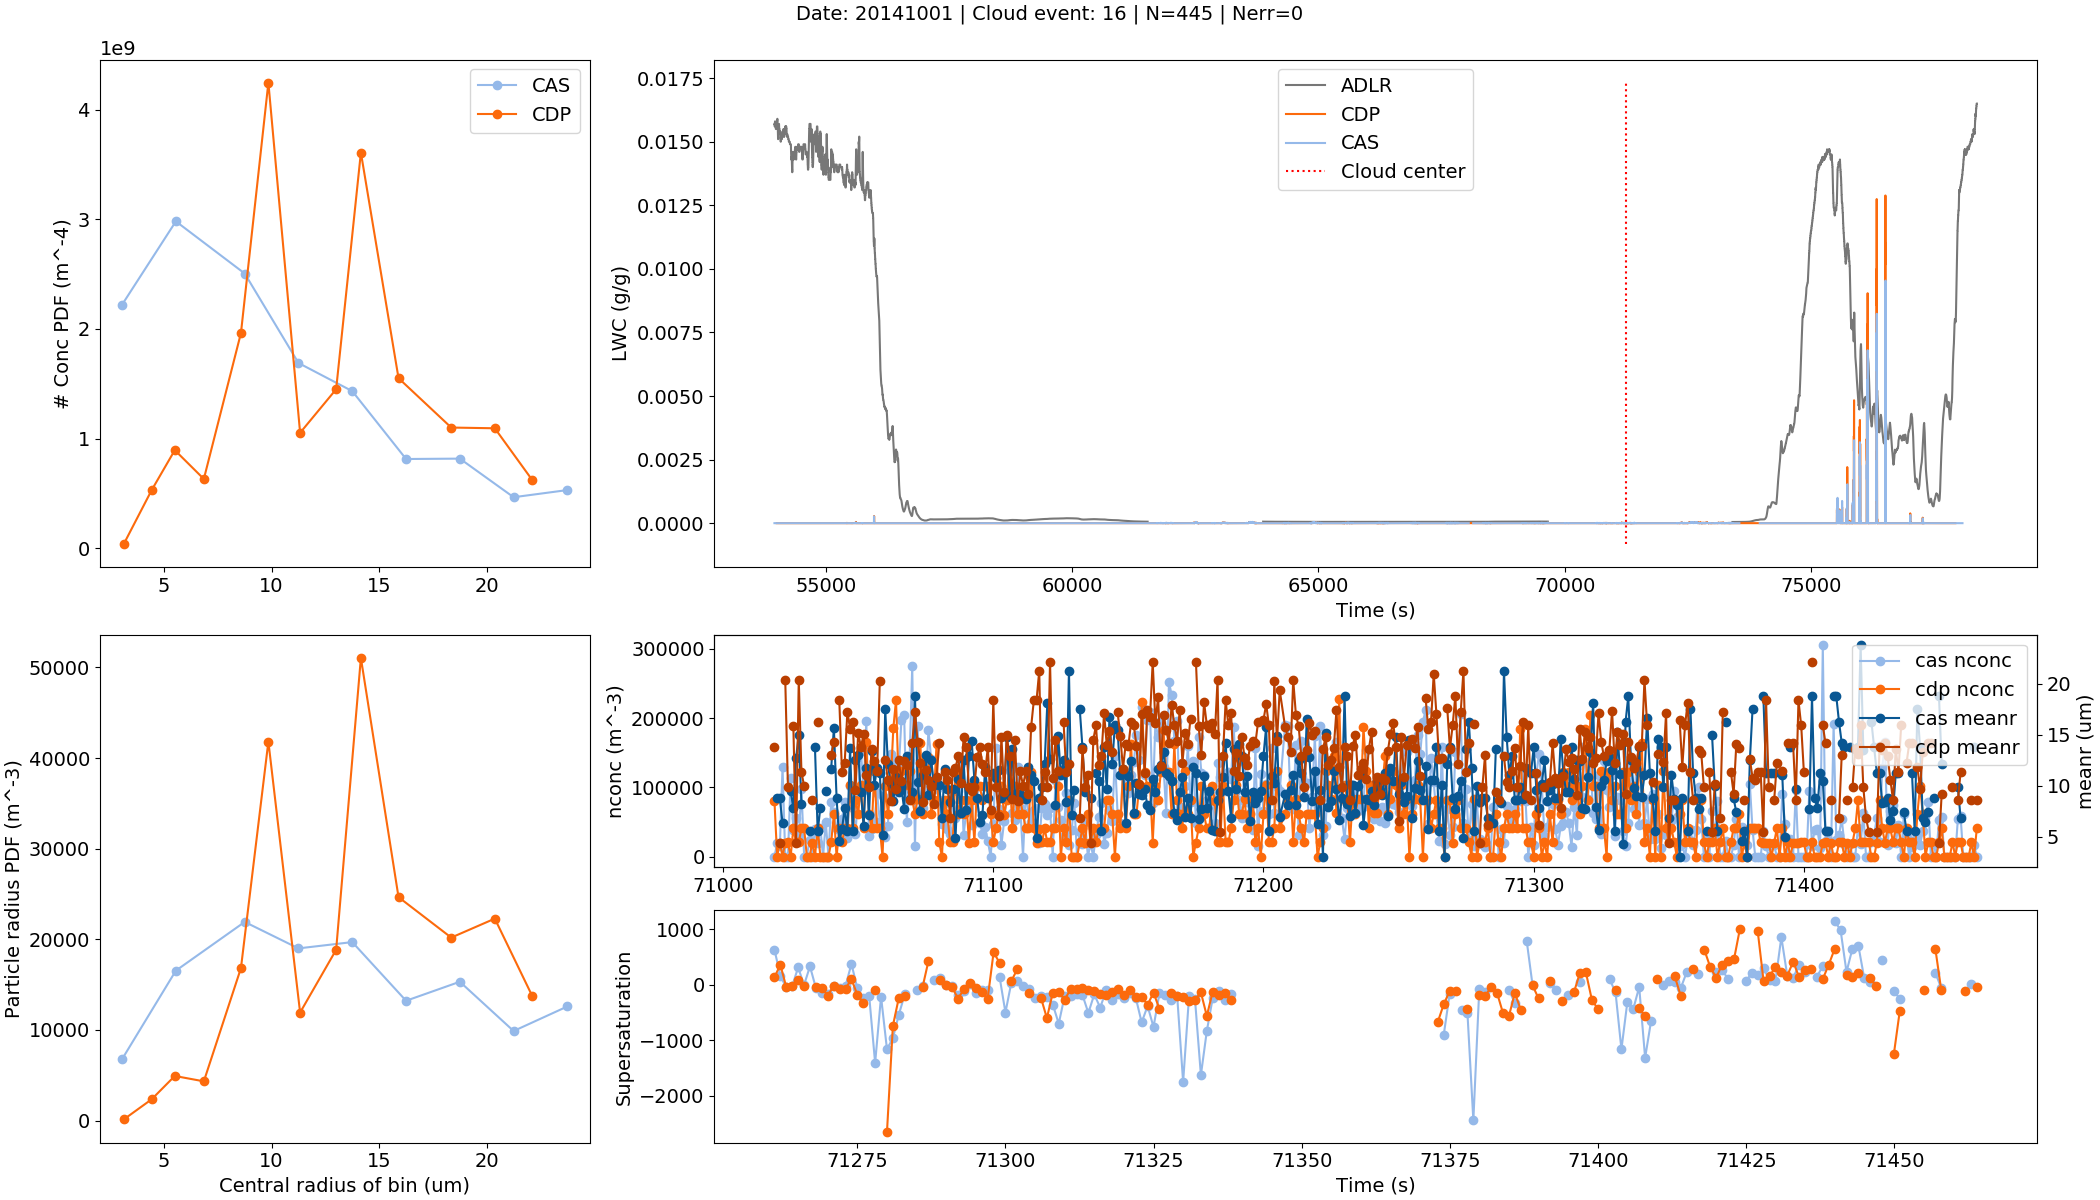 Date: 20141001 | Cloud event: 16 | N=445 | Nerr=0
1e9
# Conc PDF (m^-4)
4
3
2
1
0
5 10 15 20
CAS
CDP
LWC (g/g)
0.0175
0.0150
0.0125
0.0100
0.0075
0.0050
0.0025
0.0000
55000 60000 65000 70000 75000
Time (s)
ADLR
CDP
CAS
Cloud center
Particle radius PDF (m^-3)
50000
40000
30000
20000
10000
0
5 10 15 20
Central radius of bin (um)
nconc (m^-3)
300000
200000
100000
0
71000 71100 71200 71300 71400
20
15
10
5
meanr (um)
cas nconc
cdp nconc
cas meanr
cdp meanr
Supersaturation
1000
0
−1000
−2000
71275 71300 71325 71350 71375 71400 71425 71450
Time (s)